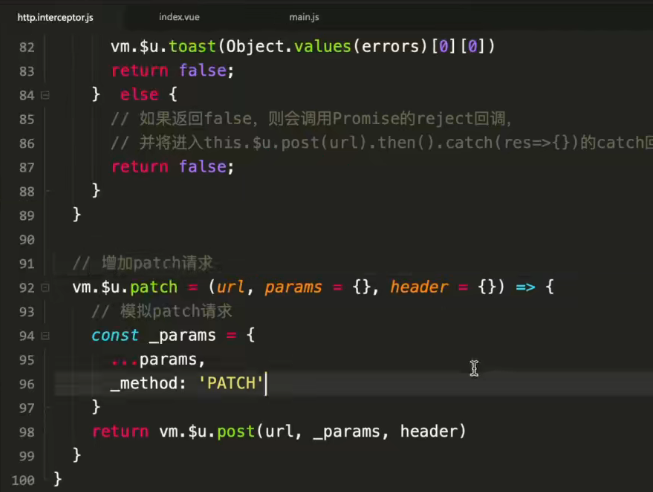 http.interceptor.js index.vue main.js
82 vm.$u.toast(Object.values(errors)[0][0])
83 return false;
84 } else {
85 // 如果返回false，则会调用Promise的reject回调，
86 // 并将进入this.$u.post(url).then().catch(res=>{})的catch回
87 return false;
88 }
89 }
90
91 // 增加patch请求
92 vm.$u.patch = (url, params = {}, header = {}) => {
93 // 模拟patch请求
94 const _params = {
95 ...params,
96 _method: 'PATCH'
97 }
98 return vm.$u.post(url, _params, header)
99 }
100 }